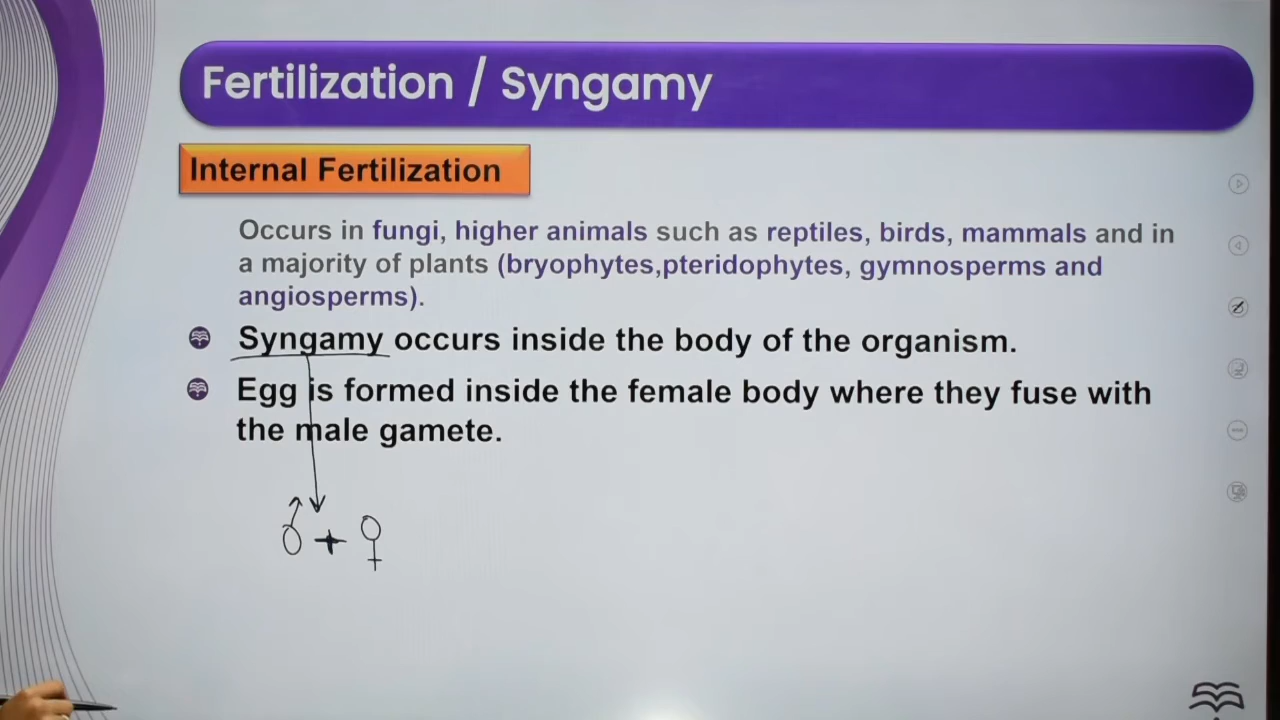 Fertilization / Syngamy
Internal Fertilization
Occurs in fungi, higher animals such as reptiles, birds, mammals and in
a majority of plants (bryophytes,pteridophytes, gymnosperms and
angiosperms).
Syngamy occurs inside the body of the organism.
Egg is formed inside the female body where they fuse with
the male gamete.
♂ + ♀